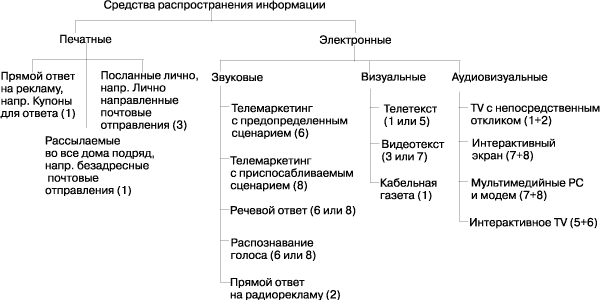 Средства распространения информации
Печатные
Электронные
Прямой ответ
на рекламу,
напр. Купоны
для ответа (1)
Посланные лично,
напр. Лично
направленные
почтовые
отправления (3)
Рассылаемые
во все дома подряд,
напр. безадресные
почтовые
отправления (1)
Звуковые
Телемаркетинг
с предопределенным
сценарием (6)
Телемаркетинг
с приспосабливаемым
сценарием (8)
Речевой ответ (6 или 8)
Распознавание
голоса (6 или 8)
Прямой ответ
на радиорекламу (2)
Визуальные
Телетекст
(1 или 5)
Видеотекст
(3 или 7)
Кабельная
газета (1)
Аудиовизуальные
TV с непосредственным
откликом (1+2)
Интерактивный
экран (7+8)
Мультимедийные PC
и модем (7+8)
Интерактивное TV (5+6)